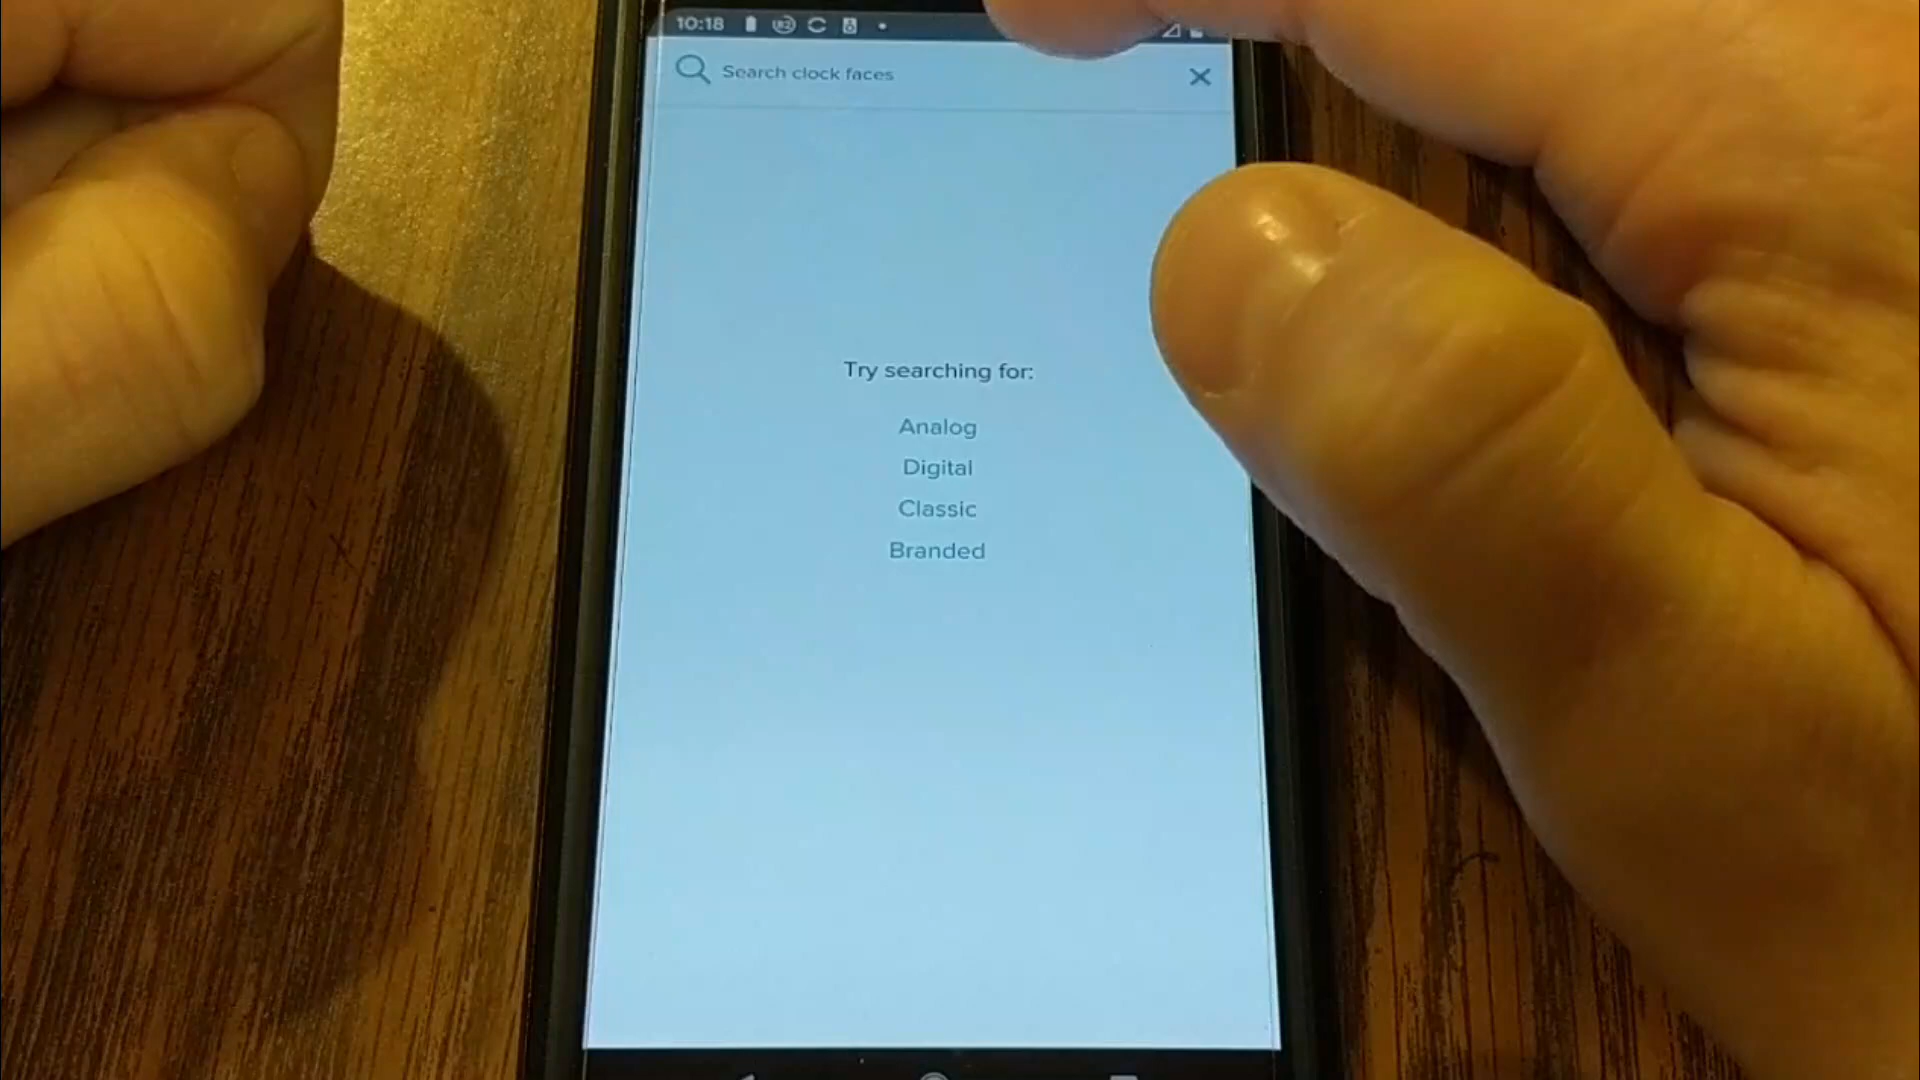 10:18
Search clock faces
Try searching for:
Analog
Digital
Classic
Branded